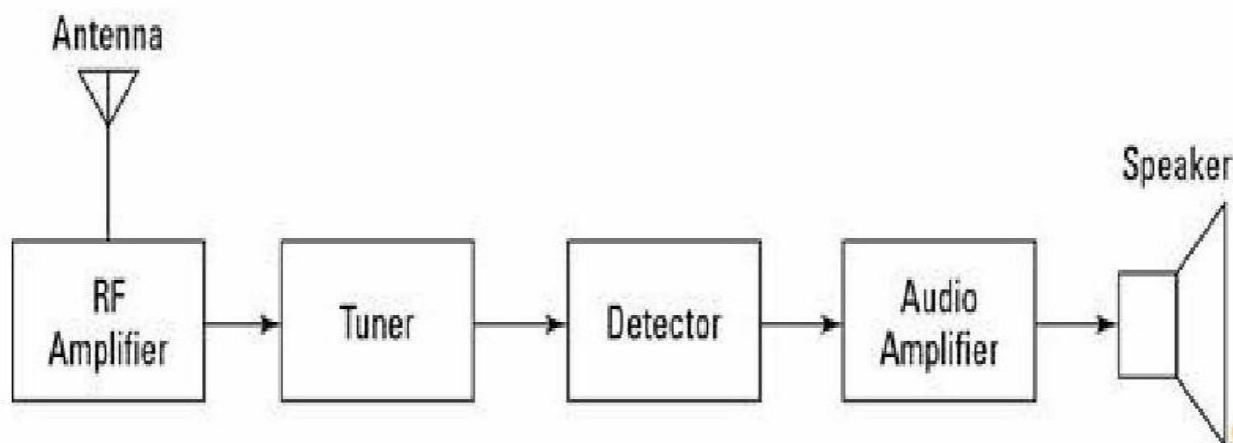 Antenna
Speaker
RF
Amplifier
Tuner
Detector
Audio
Amplifier